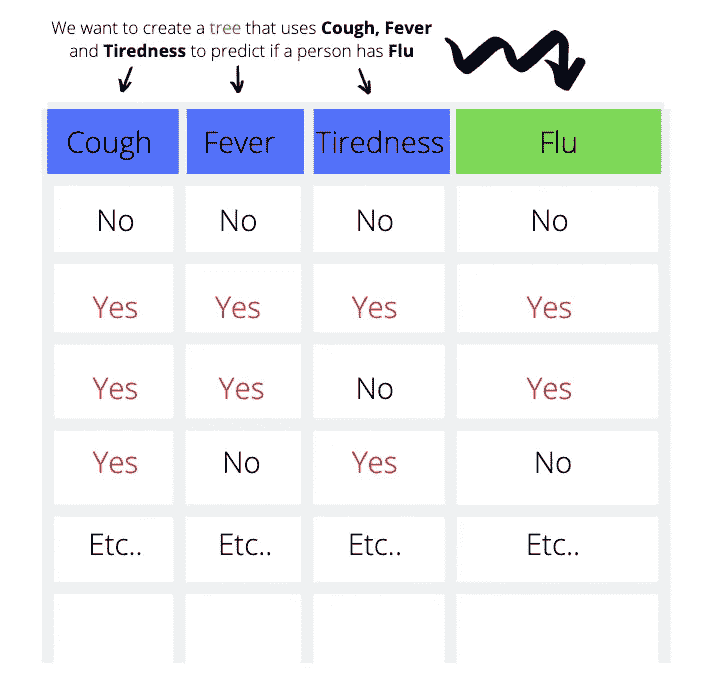 We want to create a tree that uses Cough, Fever
and Tiredness to predict if a person has Flu
Cough Fever Tiredness Flu
No No No No
Yes Yes Yes Yes
Yes Yes No Yes
Yes No Yes No
Etc.. Etc.. Etc.. Etc..